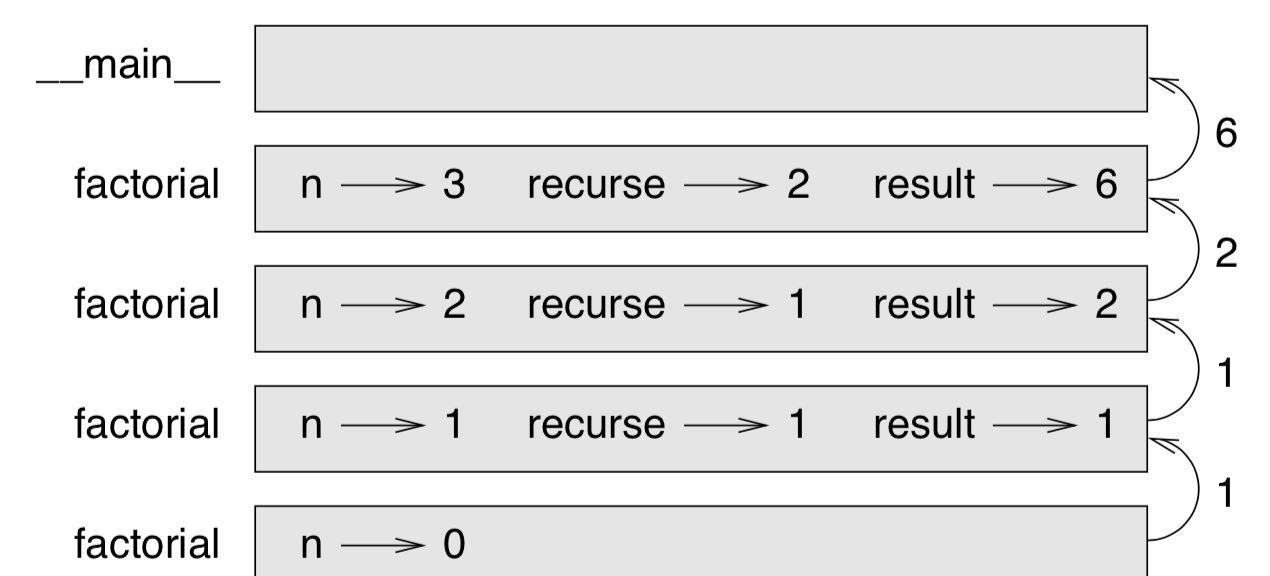 __main__
6
factorial n 3 recurse 2 result 6
2
factorial n 2 recurse 1 result 2
1
factorial n 1 recurse 1 result 1
1
factorial n 0